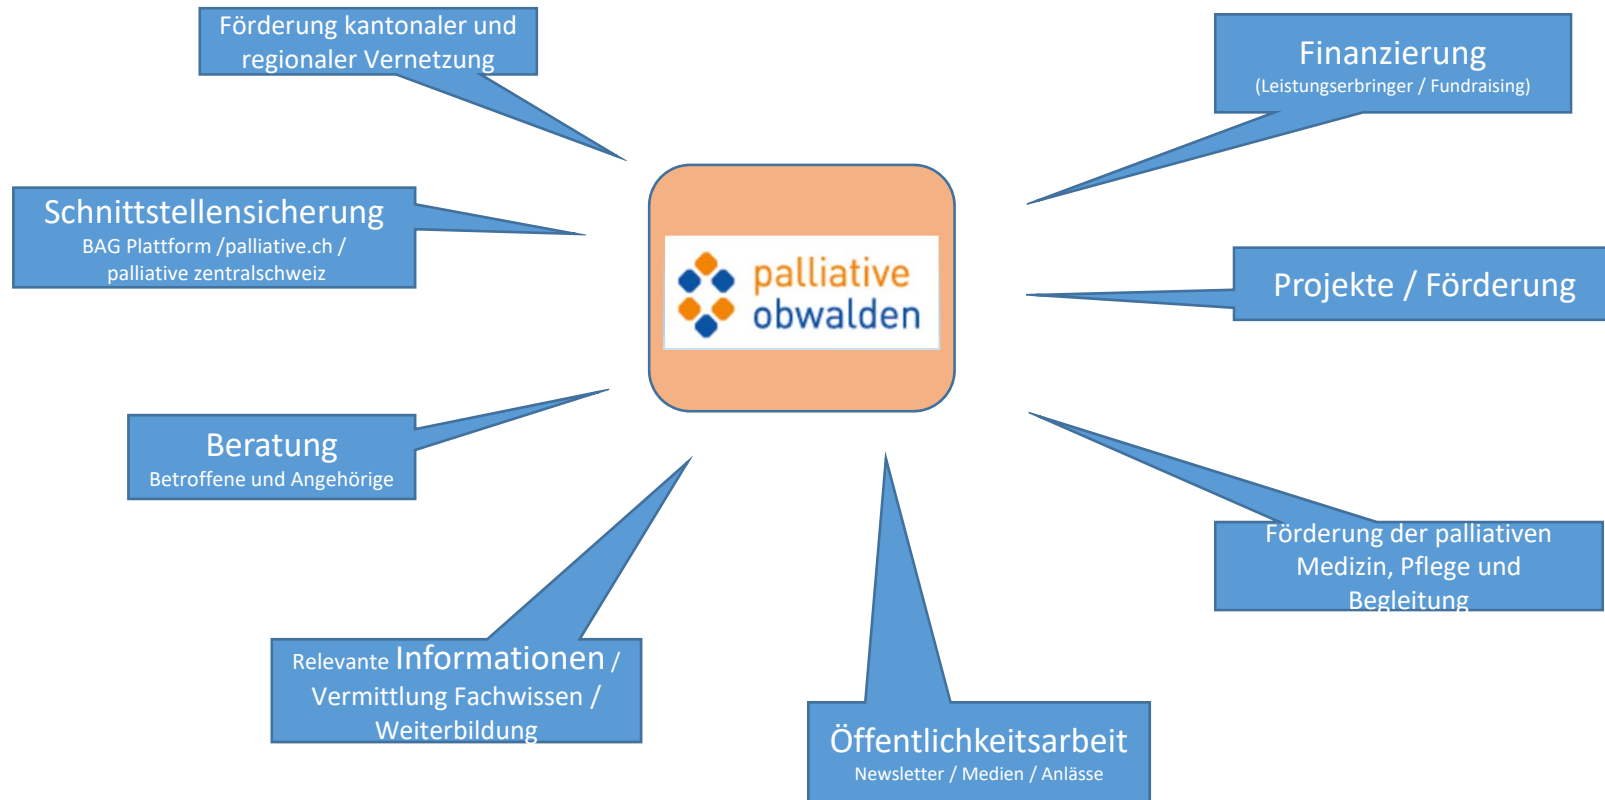 Förderung kantonaler und
regionaler Vernetzung
Finanzierung
(Leistungserbringer / Fundraising)
Schnittstellensicherung
BAG Plattform /palliative.ch /
palliative zentralschweiz
palliative
obwalden
Projekte / Förderung
Beratung
Betroffene und Angehörige
Förderung der palliativen
Medizin, Pflege und
Begleitung
Relevante Informationen /
Vermittlung Fachwissen /
Weiterbildung
Öffentlichkeitsarbeit
Newsletter / Medien / Anlässe